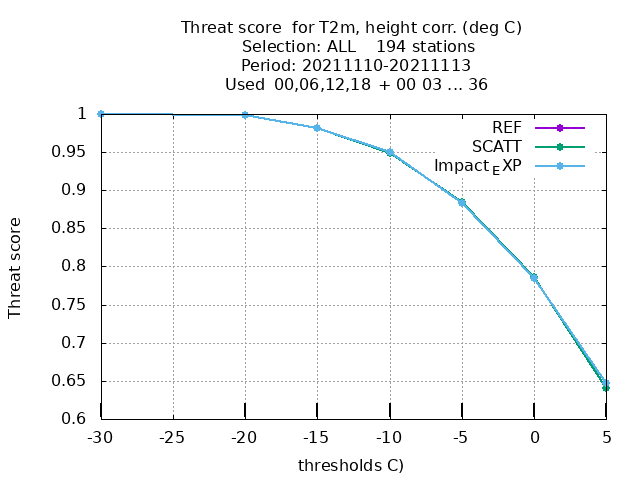 Threat score  for T2m, height corr. (deg C)
Selection: ALL    194 stations
Period: 20211110-20211113
Used  00,06,12,18  + 00 03 ... 36
REF
SCATT
Impact_EXP
1
0.95
0.9
0.85
0.8
0.75
0.7
0.65
0.6
Threat score
-30 -25 -20 -15 -10 -5 0 5
thresholds C)